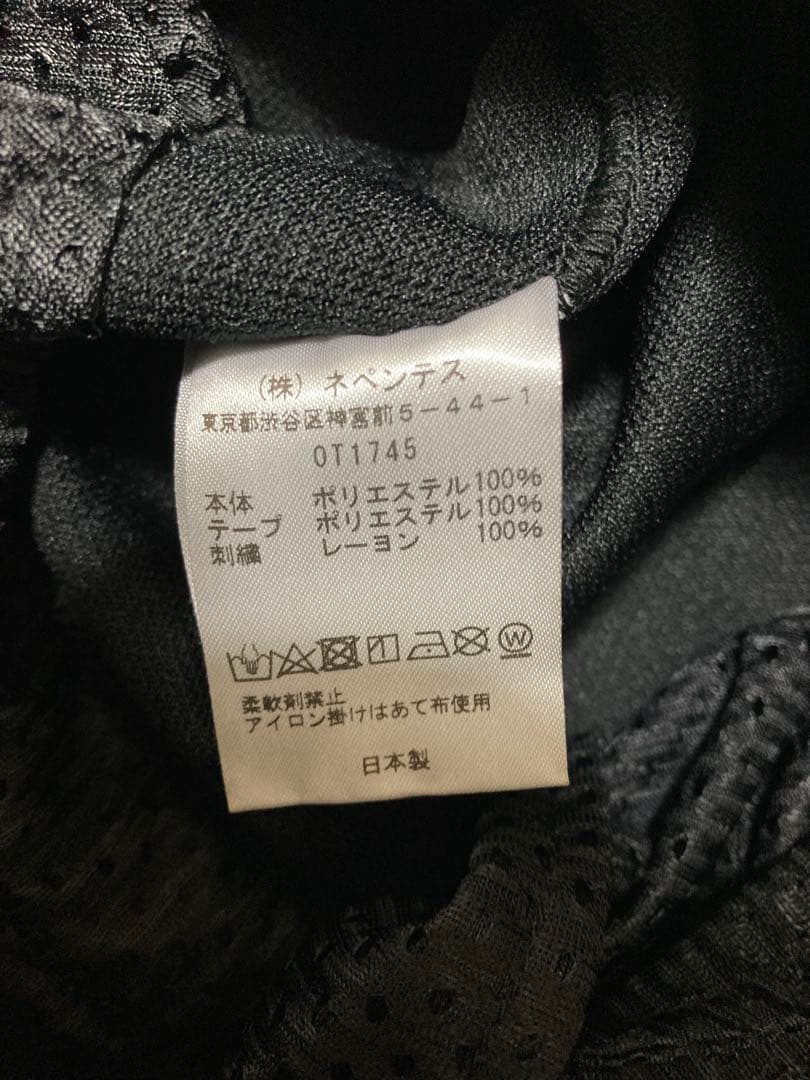 (株) ネペンテス
東京都渋谷区神宮前5-44-1
OT1745
本体 ポリエステル100%
テープ ポリエステル100%
刺繍 レーヨン 100%
W
柔軟剤禁止
アイロン掛けはあて布使用
日本製